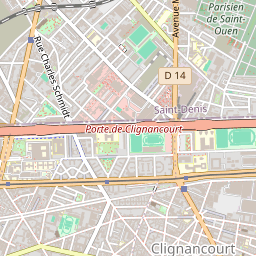 Parisien
de Saint-
Ouen
Avenue M
Rue Charles Schmidt
D 14
Saint-Denis
Porte de Clignancourt
Clignancourt